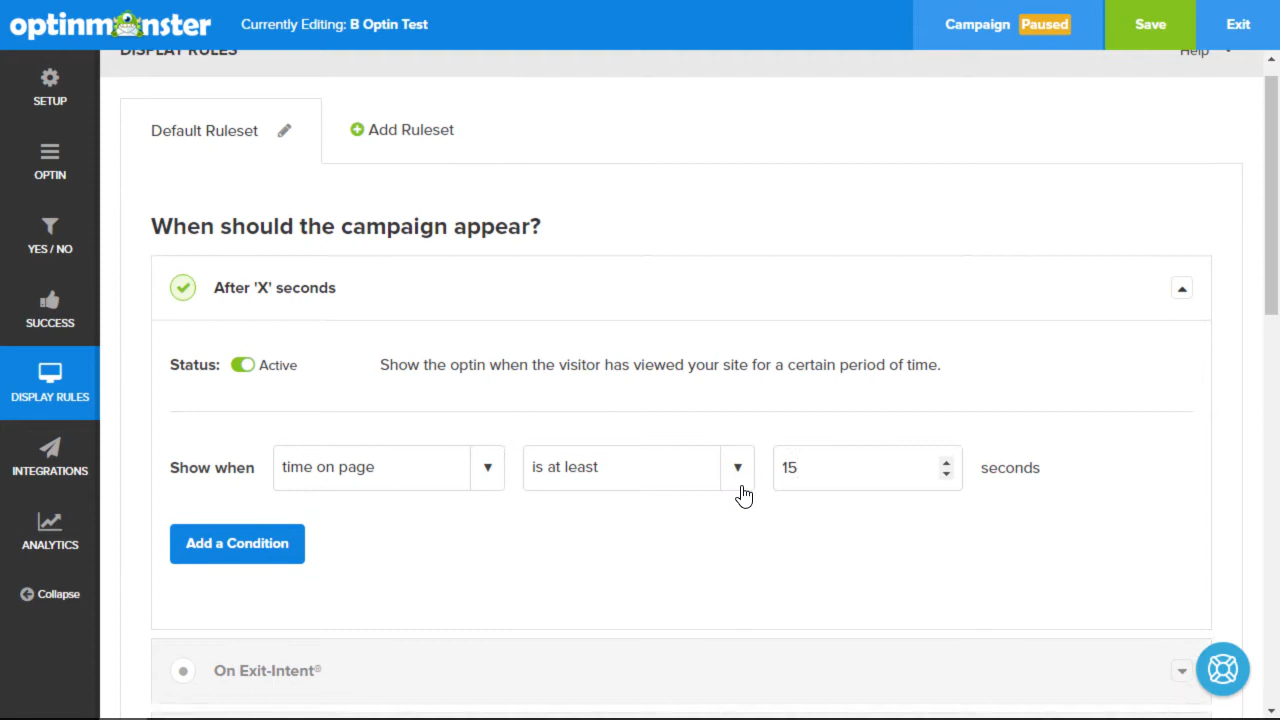 optinmonster
Currently Editing: B Optin Test
Campaign Paused
Save
Exit
DISPLAY RULES
Help
SETUP
OPTIN
YES / NO
SUCCESS
DISPLAY RULES
INTEGRATIONS
ANALYTICS
Collapse
Default Ruleset
Add Ruleset
When should the campaign appear?
After 'X' seconds
Status: Active
Show the optin when the visitor has viewed your site for a certain period of time.
Show when time on page is at least 15 seconds
Add a Condition
On Exit-Intent®